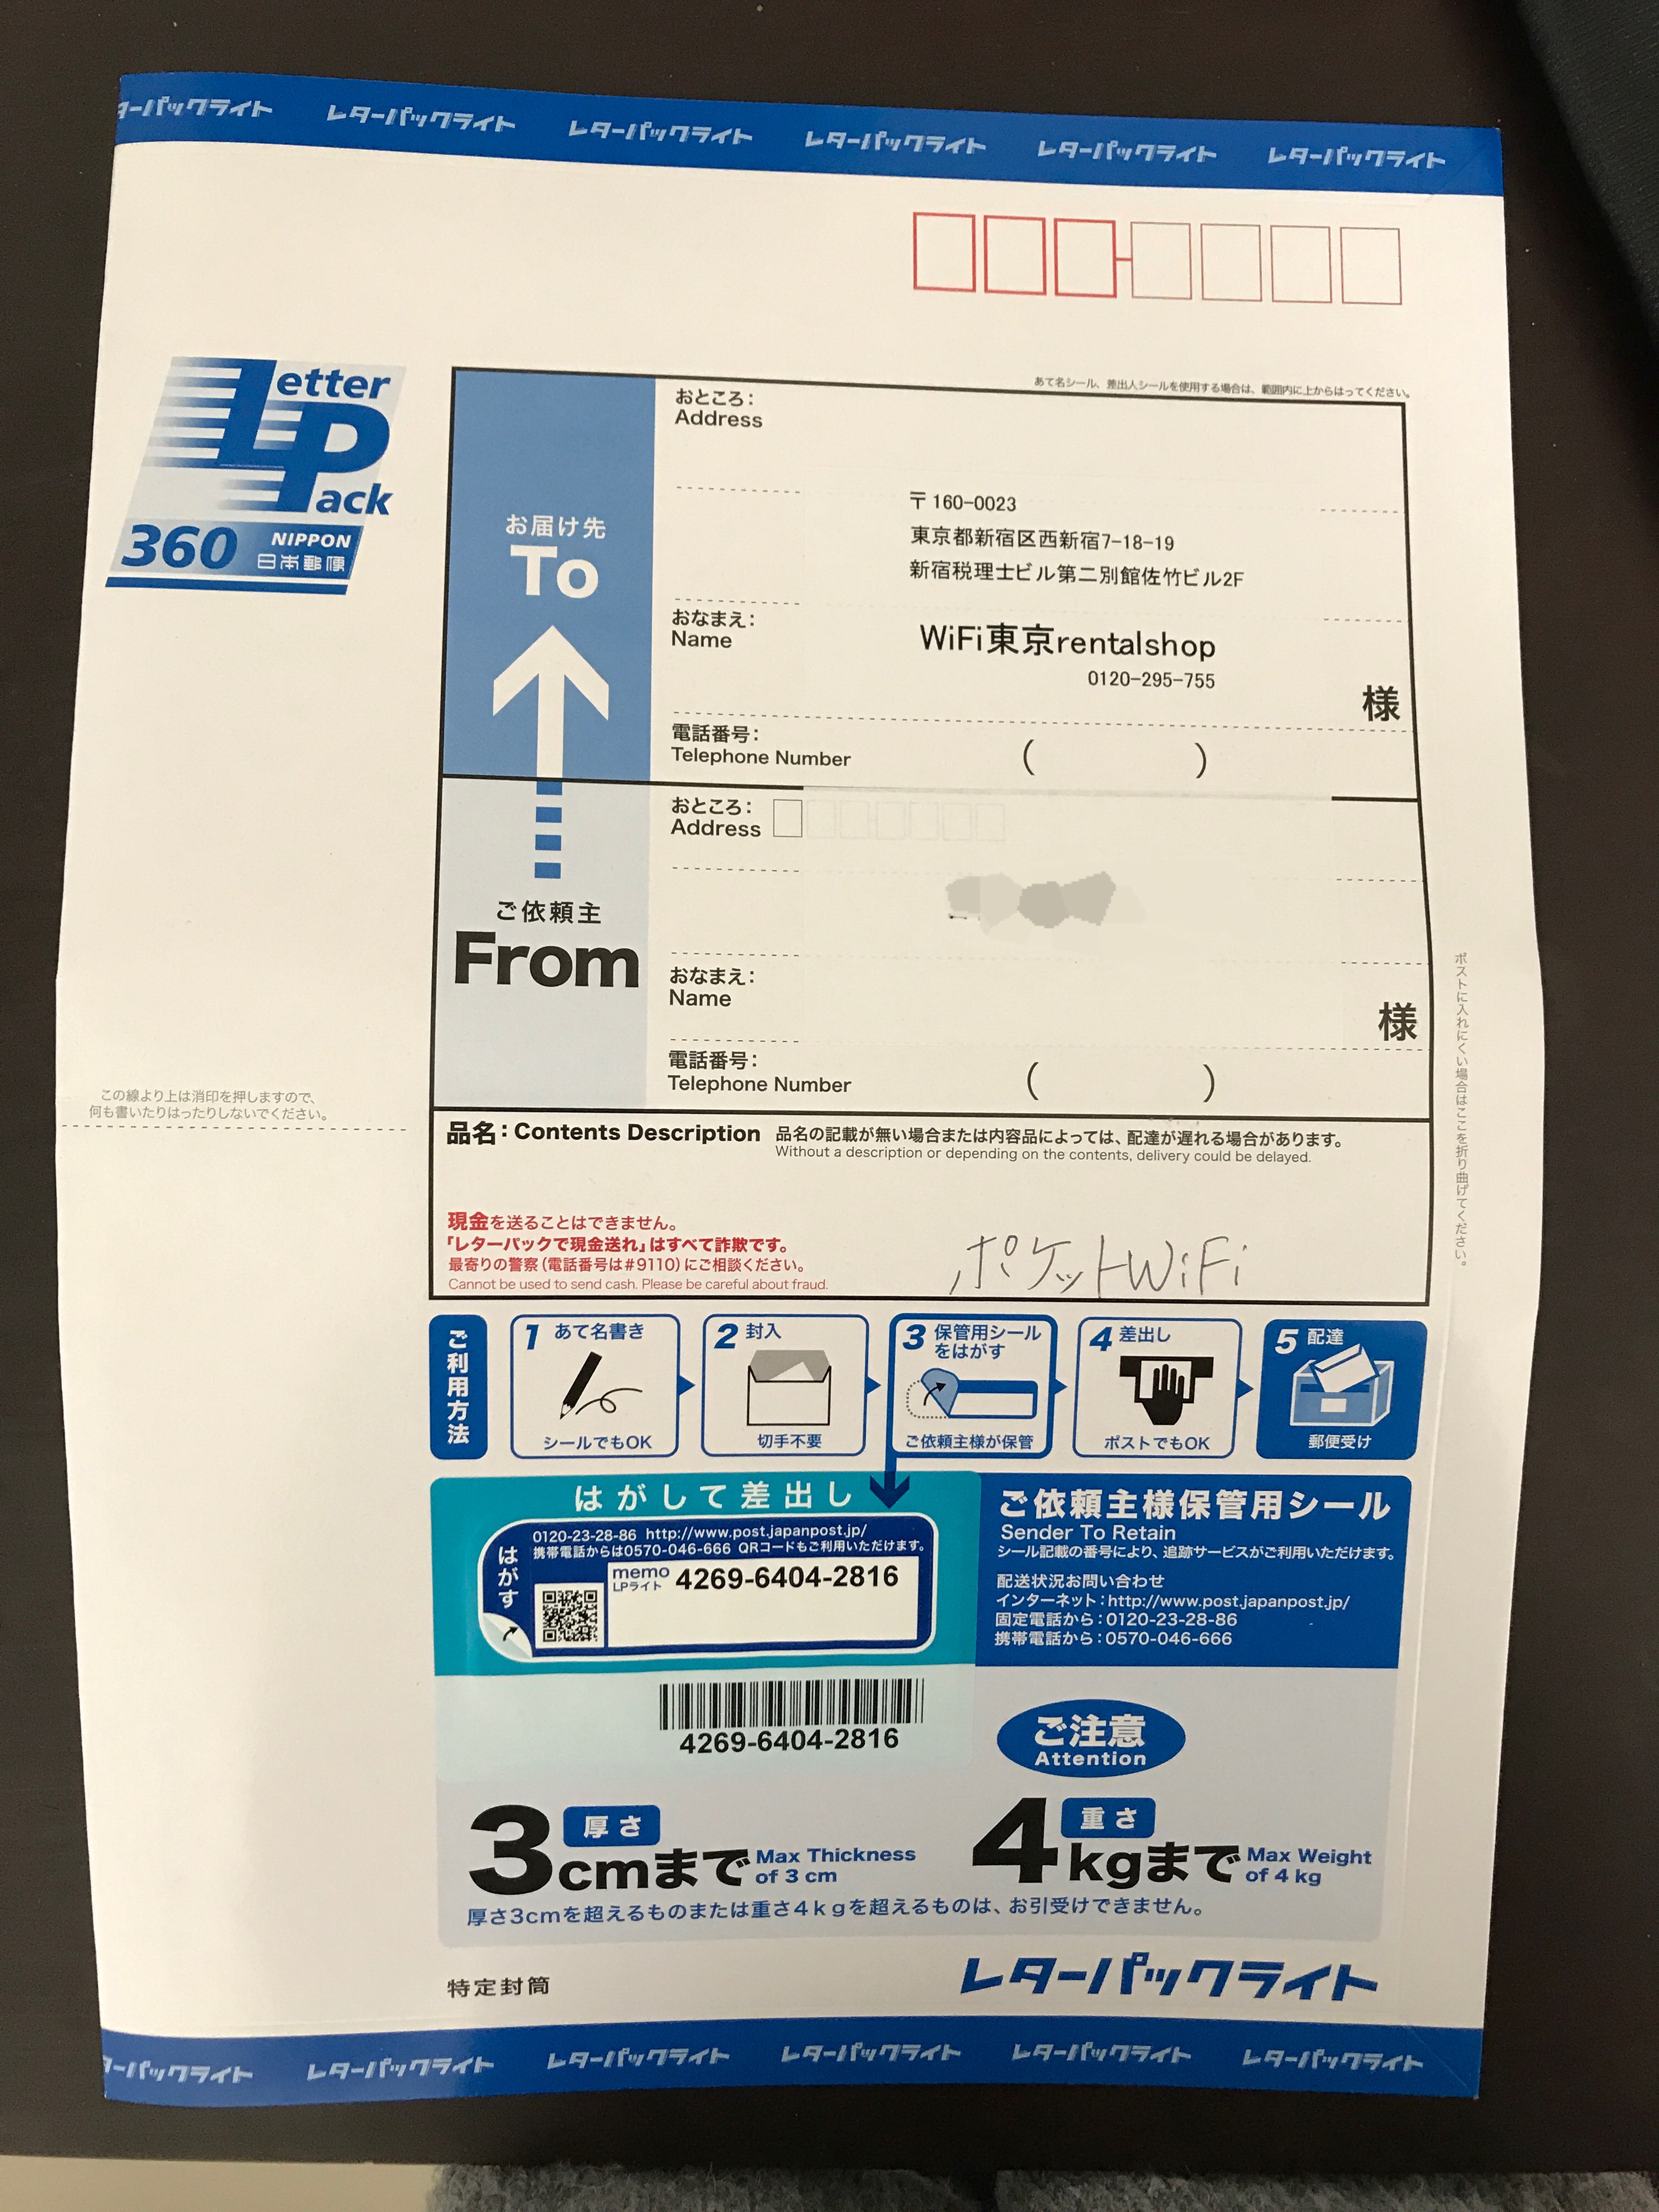 ターパックライト レターパックライト レターパックライト レターパックライト レターパックライト レターパックライト
Letter Pack
360 NIPPON 日本郵便
あて名シール、差出人シールを使用する場合は、範囲内に上からはってください。
お届け先
To
おところ:
Address
〒160-0023
東京都新宿区西新宿7-18-19
新宿税理士ビル第二別館佐竹ビル2F
おなまえ:
Name
WiFi東京rentalshop
0120-295-755
様
電話番号:
Telephone Number ( )
ご依頼主
From
おところ:
Address
おなまえ:
Name
様
電話番号:
Telephone Number ( )
ポストに入れにくい場合はここを折り曲げてください。
この線より上は消印を押しますので、
何も書いたりはったりしないでください。
品名:Contents Description 品名の記載が無い場合または内容品によっては、配達が遅れる場合があります。
Without a description or depending on the contents, delivery could be delayed.
現金を送ることはできません。
「レターパックで現金送れ」はすべて詐欺です。
最寄りの警察(電話番号は#9110)にご相談ください。
Cannot be used to send cash. Please be careful about fraud.
ポケットWiFi
ご利用方法
1 あて名書き
シールでもOK
2 封入
切手不要
3 保管用シールをはがす
ご依頼主様が保管
4 差出し
ポストでもOK
5 配達
郵便受け
はがして差出し
はがす
0120-23-28-86 http://www.post.japanpost.jp/
携帯電話からは0570-046-666 QRコードもご利用いただけます。
memo
LPライト
4269-6404-2816
ご依頼主様保管用シール
Sender To Retain
シール記載の番号により、追跡サービスがご利用いただけます。
配送状況お問い合わせ
インターネット:http://www.post.japanpost.jp/
固定電話から:0120-23-28-86
携帯電話から:0570-046-666
4269-6404-2816
ご注意
Attention
厚さ
3cmまで Max Thickness of 3 cm
重さ
4kgまで Max Weight of 4 kg
厚さ3cmを超えるものまたは重さ4kgを超えるものは、お引受けできません。
特定封筒
レターパックライト
ーパックライト レターパックライト レターパックライト レターパックライト レターパックライト レターパックライト